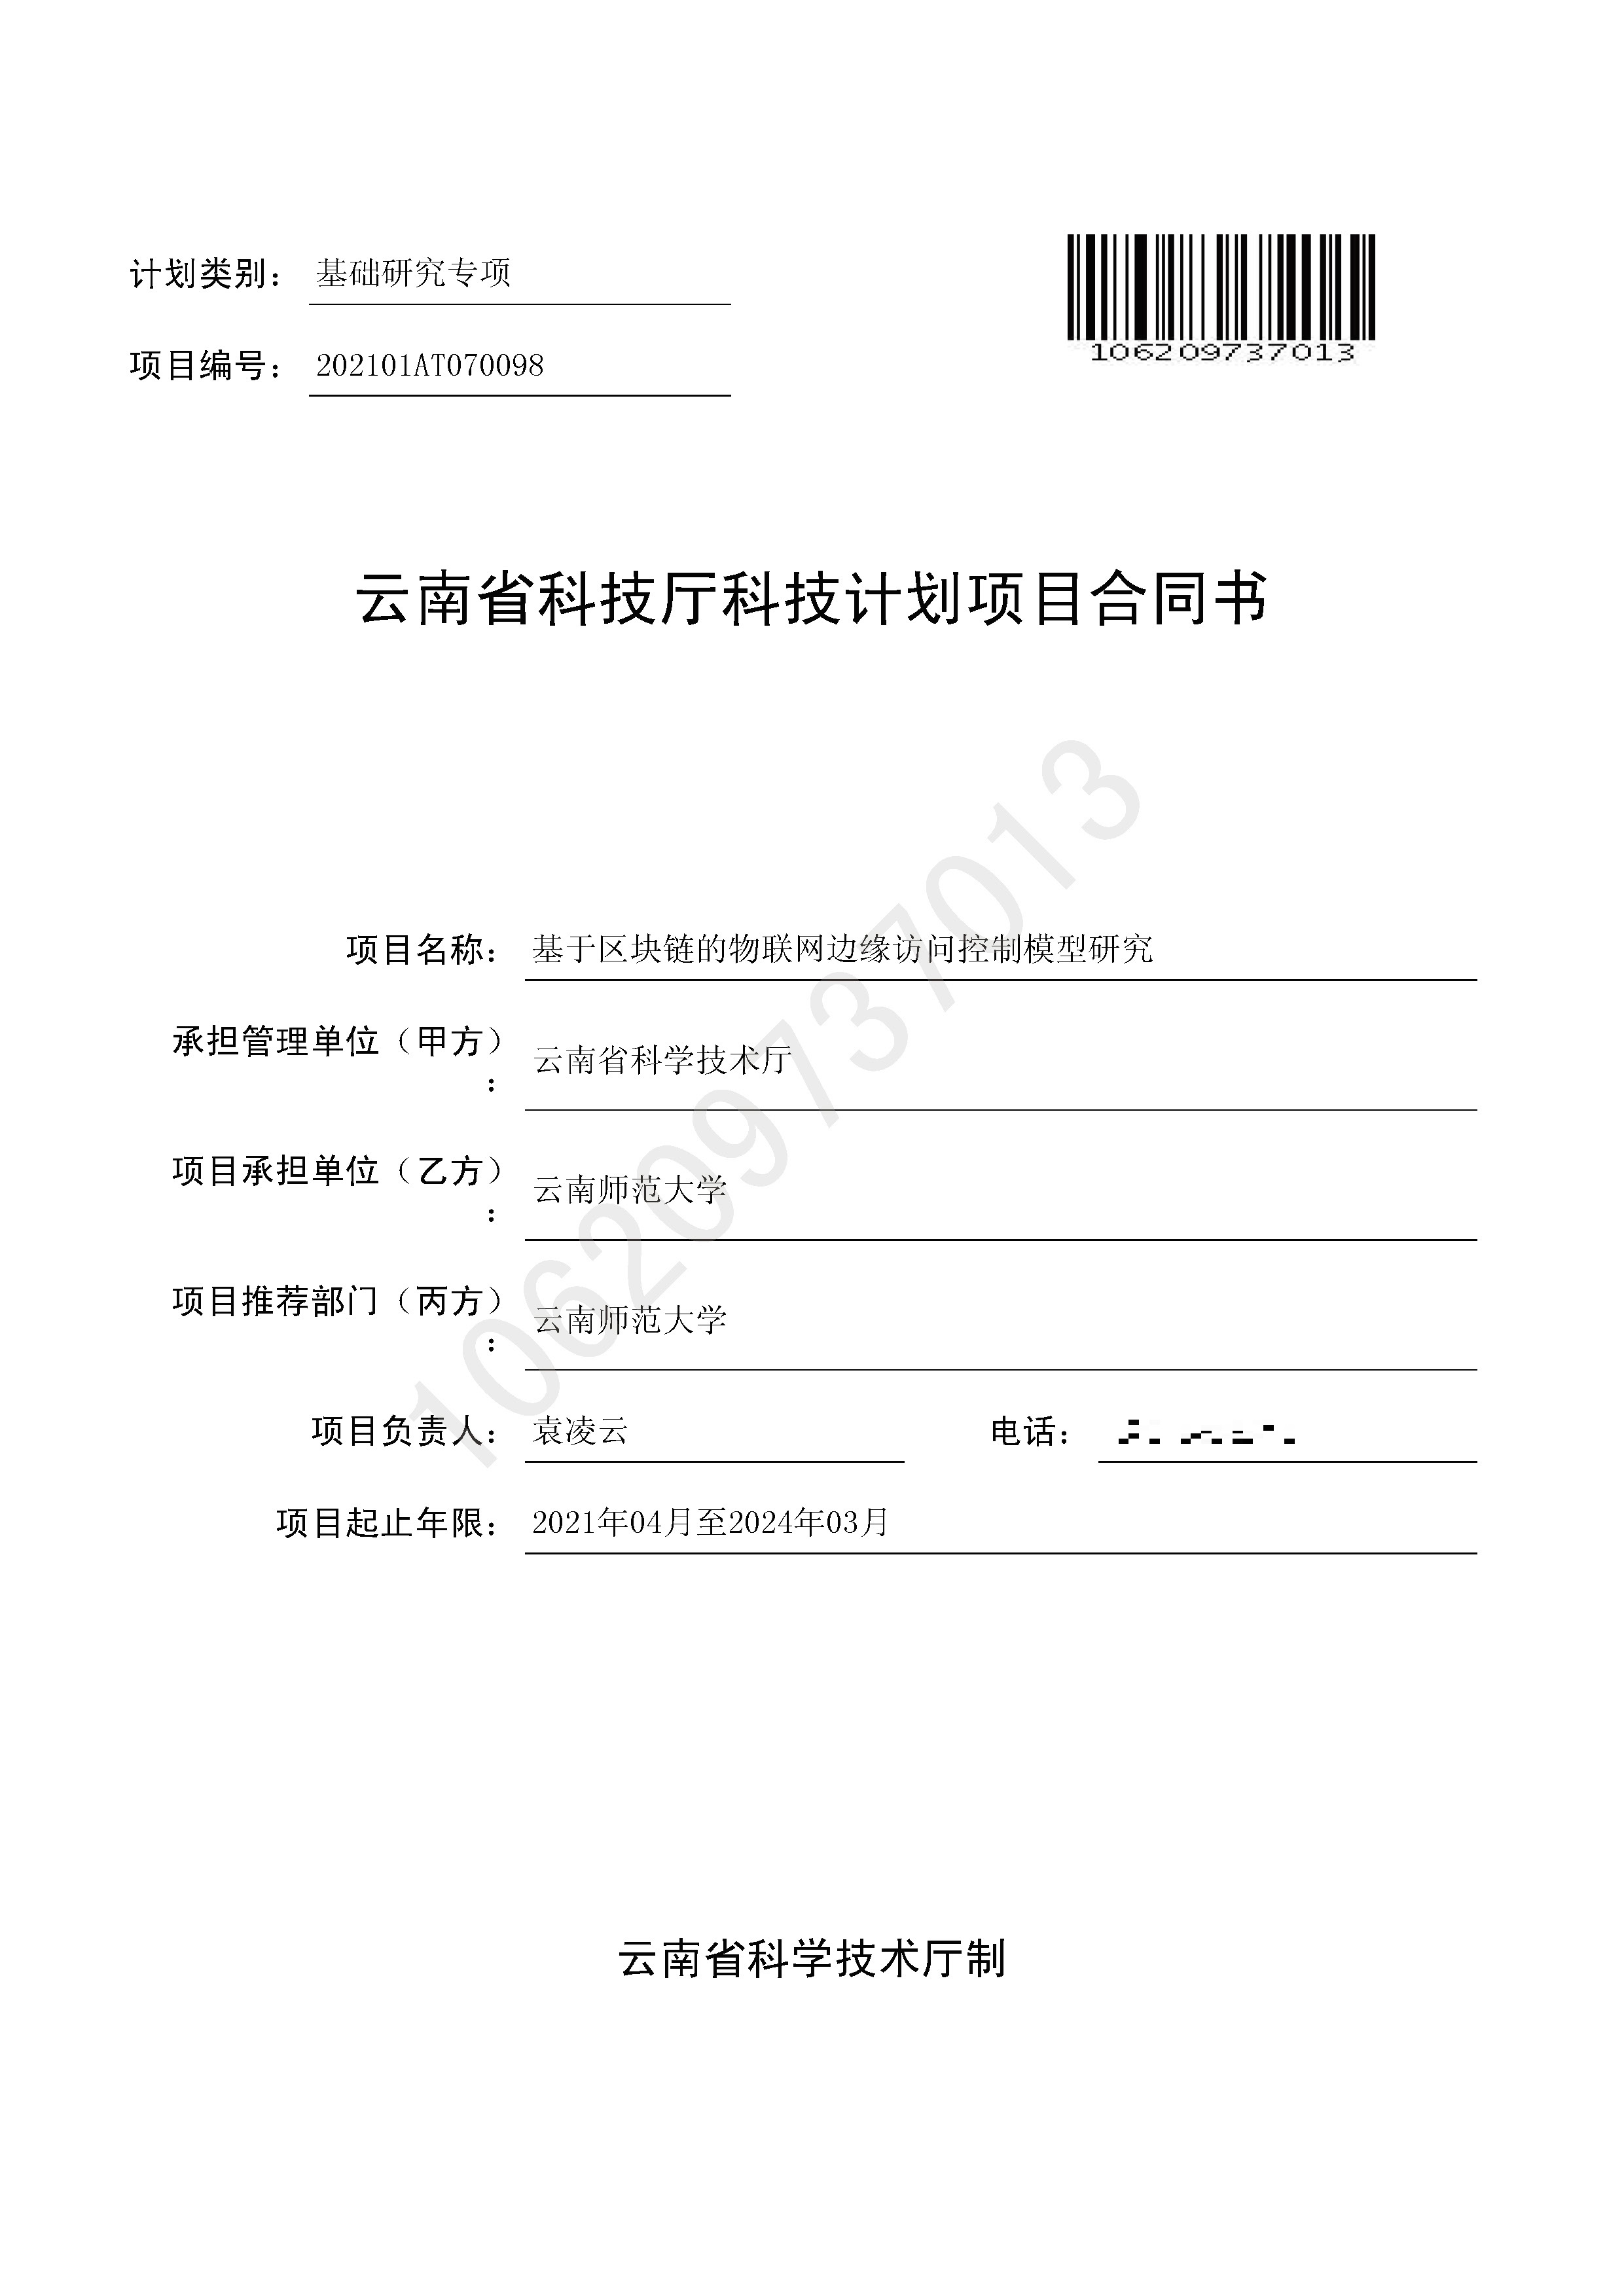 计划类别: 基础研究专项
项目编号: 202101AT070098
106209737013
云南省科技厅科技计划项目合同书
106209737013
项目名称: 基于区块链的物联网边缘访问控制模型研究
承担管理单位（甲方）
: 云南省科学技术厅
项目承担单位（乙方）
: 云南师范大学
项目推荐部门（丙方）
: 云南师范大学
项目负责人: 袁凌云 电话:
项目起止年限: 2021年04月至2024年03月
云南省科学技术厅制